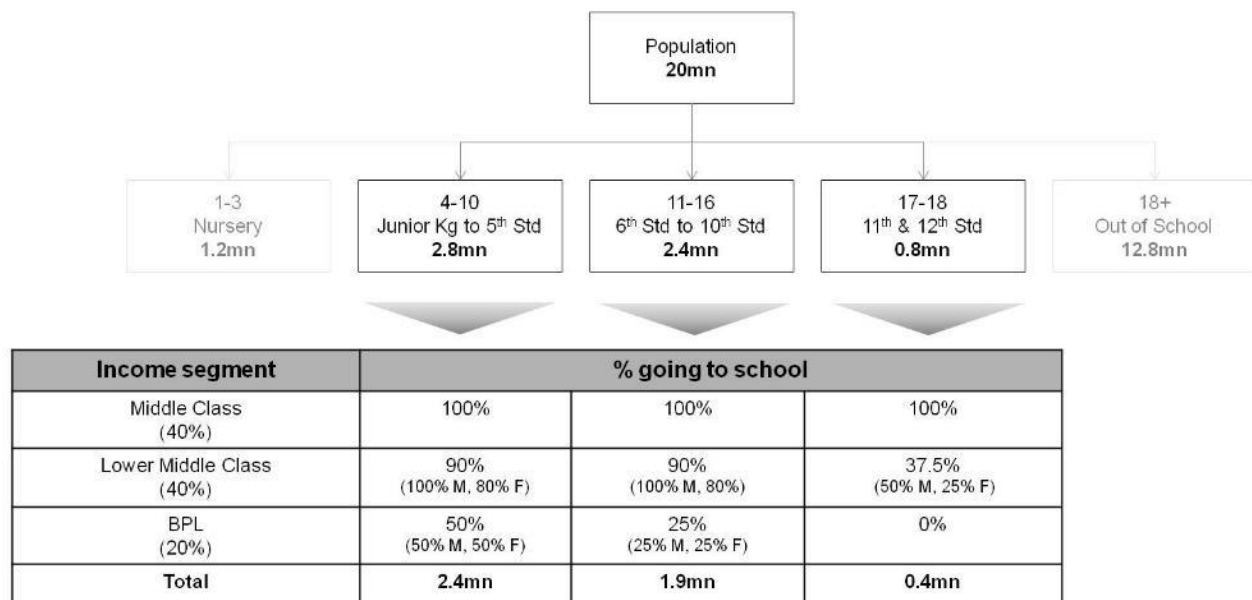 Population
20mn
1-3
Nursery
1.2mn
4-10
Junior Kg to 5th Std
2.8mn
11-16
6th Std to 10th Std
2.4mn
17-18
11th & 12th Std
0.8mn
18+
Out of School
12.8mn
Income segment % going to school
Middle Class
(40%)
100% 100% 100%
Lower Middle Class
(40%)
90%
(100% M, 80% F)
90%
(100% M, 80%)
37.5%
(50% M, 25% F)
BPL
(20%)
50%
(50% M, 50% F)
25%
(25% M, 25% F)
0%
Total 2.4mn 1.9mn 0.4mn